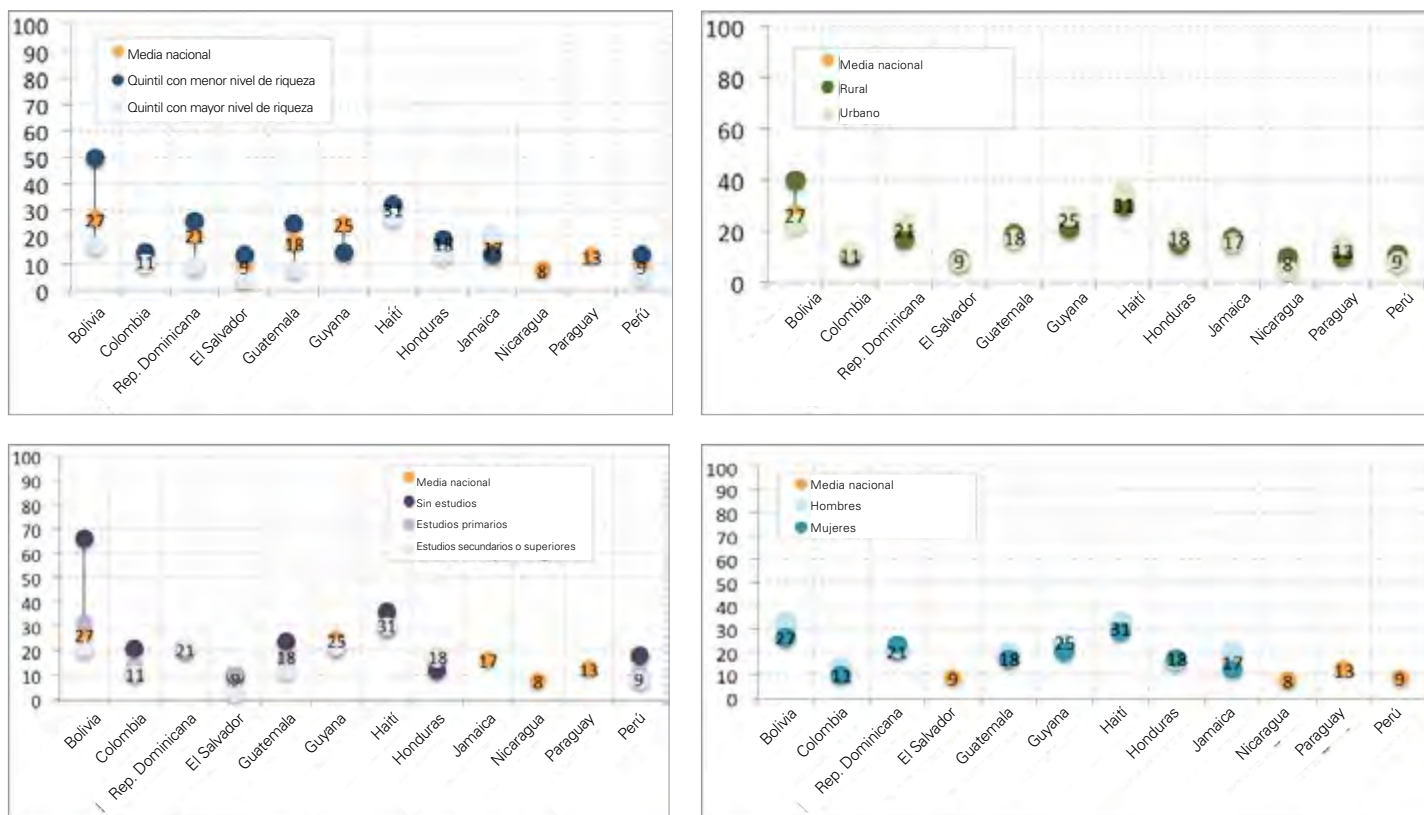 100
90
80
70
60
50
40
30
20
10
0
Media nacional
Quintil con menor nivel de riqueza
Quintil con mayor nivel de riqueza
27 11 21 9 18 25 31 18 17 8 13 9
Bolivia Colombia Rep. Dominicana El Salvador Guatemala Guyana Haití Honduras Jamaica Nicaragua Paraguay Perú
100
80
60
40
20
0
Media nacional
Rural
Urbano
27 11 21 9 18 25 31 18 17 8 13 9
Bolivia Colombia Rep. Dominicana El Salvador Guatemala Guyana Haití Honduras Jamaica Nicaragua Paraguay Perú
100
90
80
70
60
50
40
30
20
10
0
Media nacional
Sin estudios
Estudios primarios
Estudios secundarios o superiores
27 11 21 9 18 25 31 18 17 8 13 9
Bolivia Colombia Rep. Dominicana El Salvador Guatemala Guyana Haití Honduras Jamaica Nicaragua Paraguay Perú
100
90
80
70
60
50
40
30
20
10
0
Media nacional
Hombres
Mujeres
27 11 21 9 18 25 31 18 17 8 13 9
Bolivia Colombia Rep. Dominicana El Salvador Guatemala Guyana Haití Honduras Jamaica Nicaragua Paraguay Perú